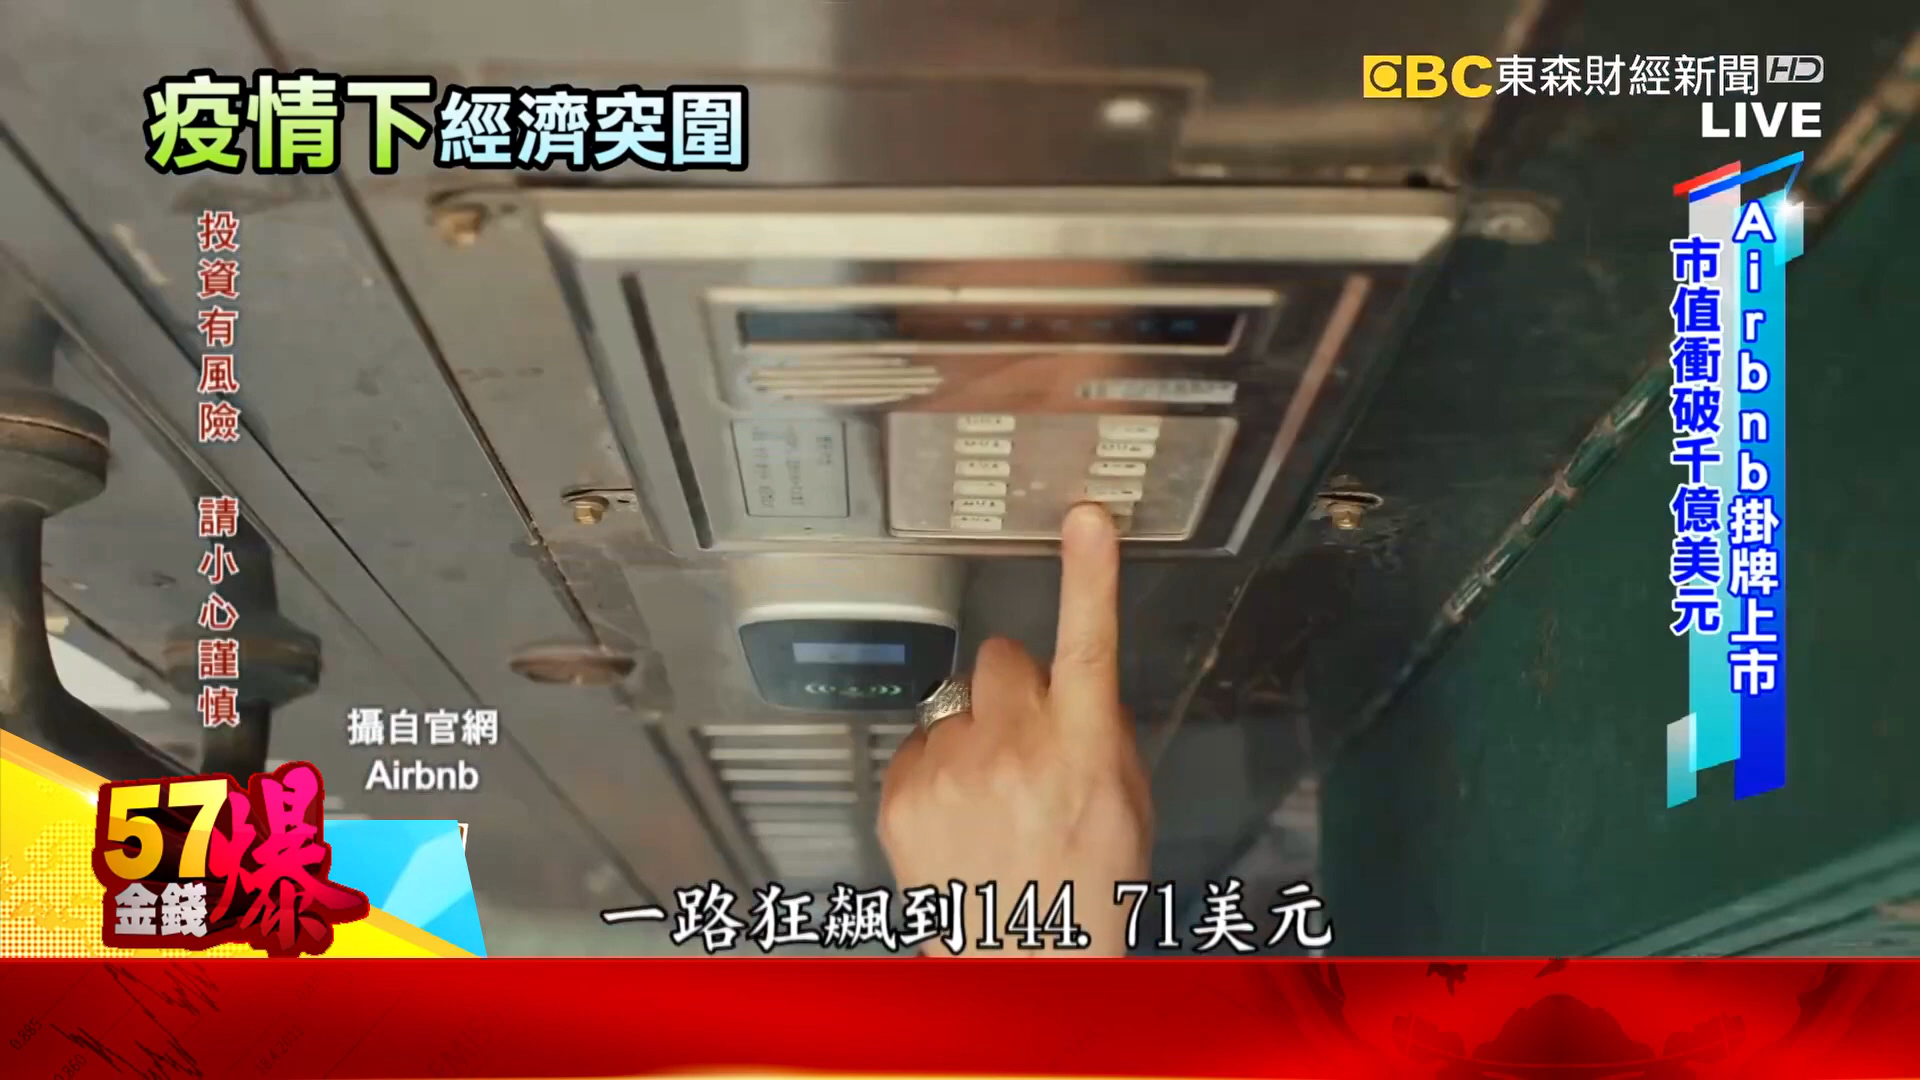 疫情下經濟突圍
EBC東森財經新聞HD
LIVE
Airbnb掛牌上市
市值衝破千億美元
投資有風險 請小心謹慎
攝自官網
Airbnb
57
金錢爆
一路狂飆到144.71美元